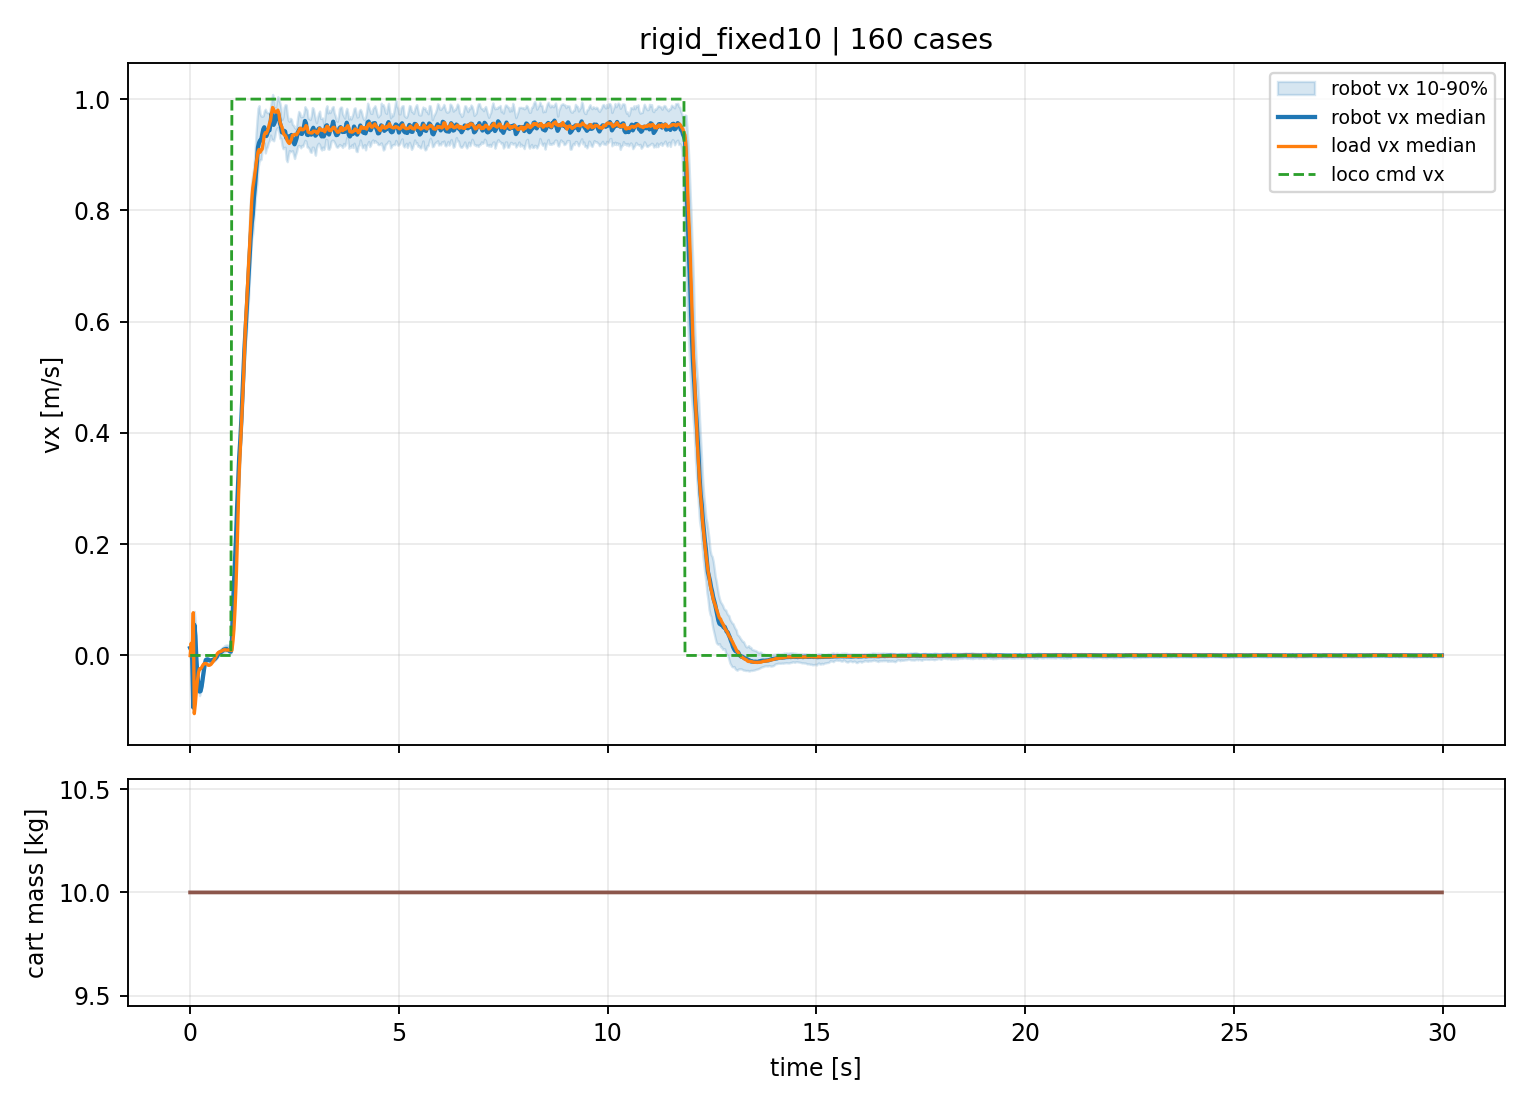 rigid_fixed10 | 160 cases
robot vx 10-90%
robot vx median
load vx median
loco cmd vx
vx [m/s]
1.0
0.8
0.6
0.4
0.2
0.0
cart mass [kg]
10.5
10.0
9.5
0 5 10 15 20 25 30
time [s]